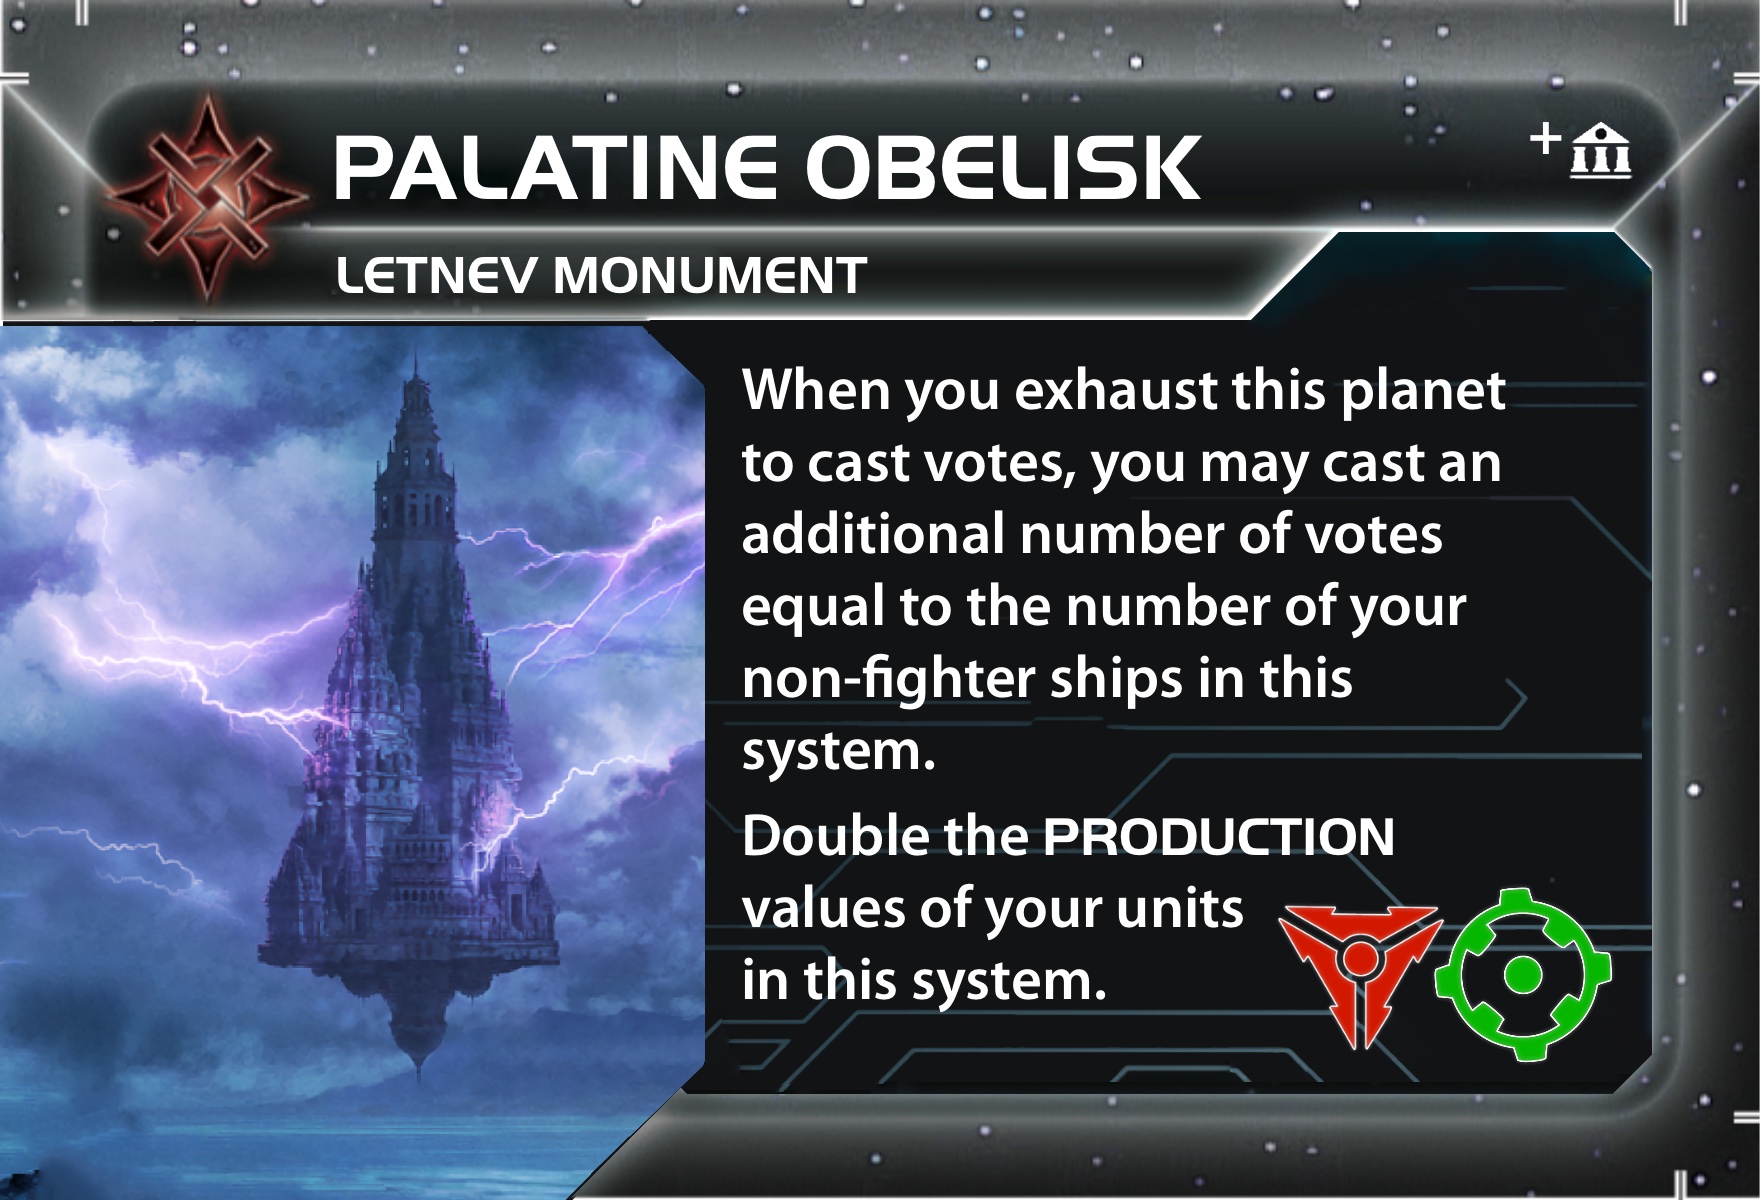 PALATINE OBELISK
+
LETNEV MONUMENT
When you exhaust this planet
to cast votes, you may cast an
additional number of votes
equal to the number of your
non-fighter ships in this
system.
Double the PRODUCTION
values of your units
in this system.